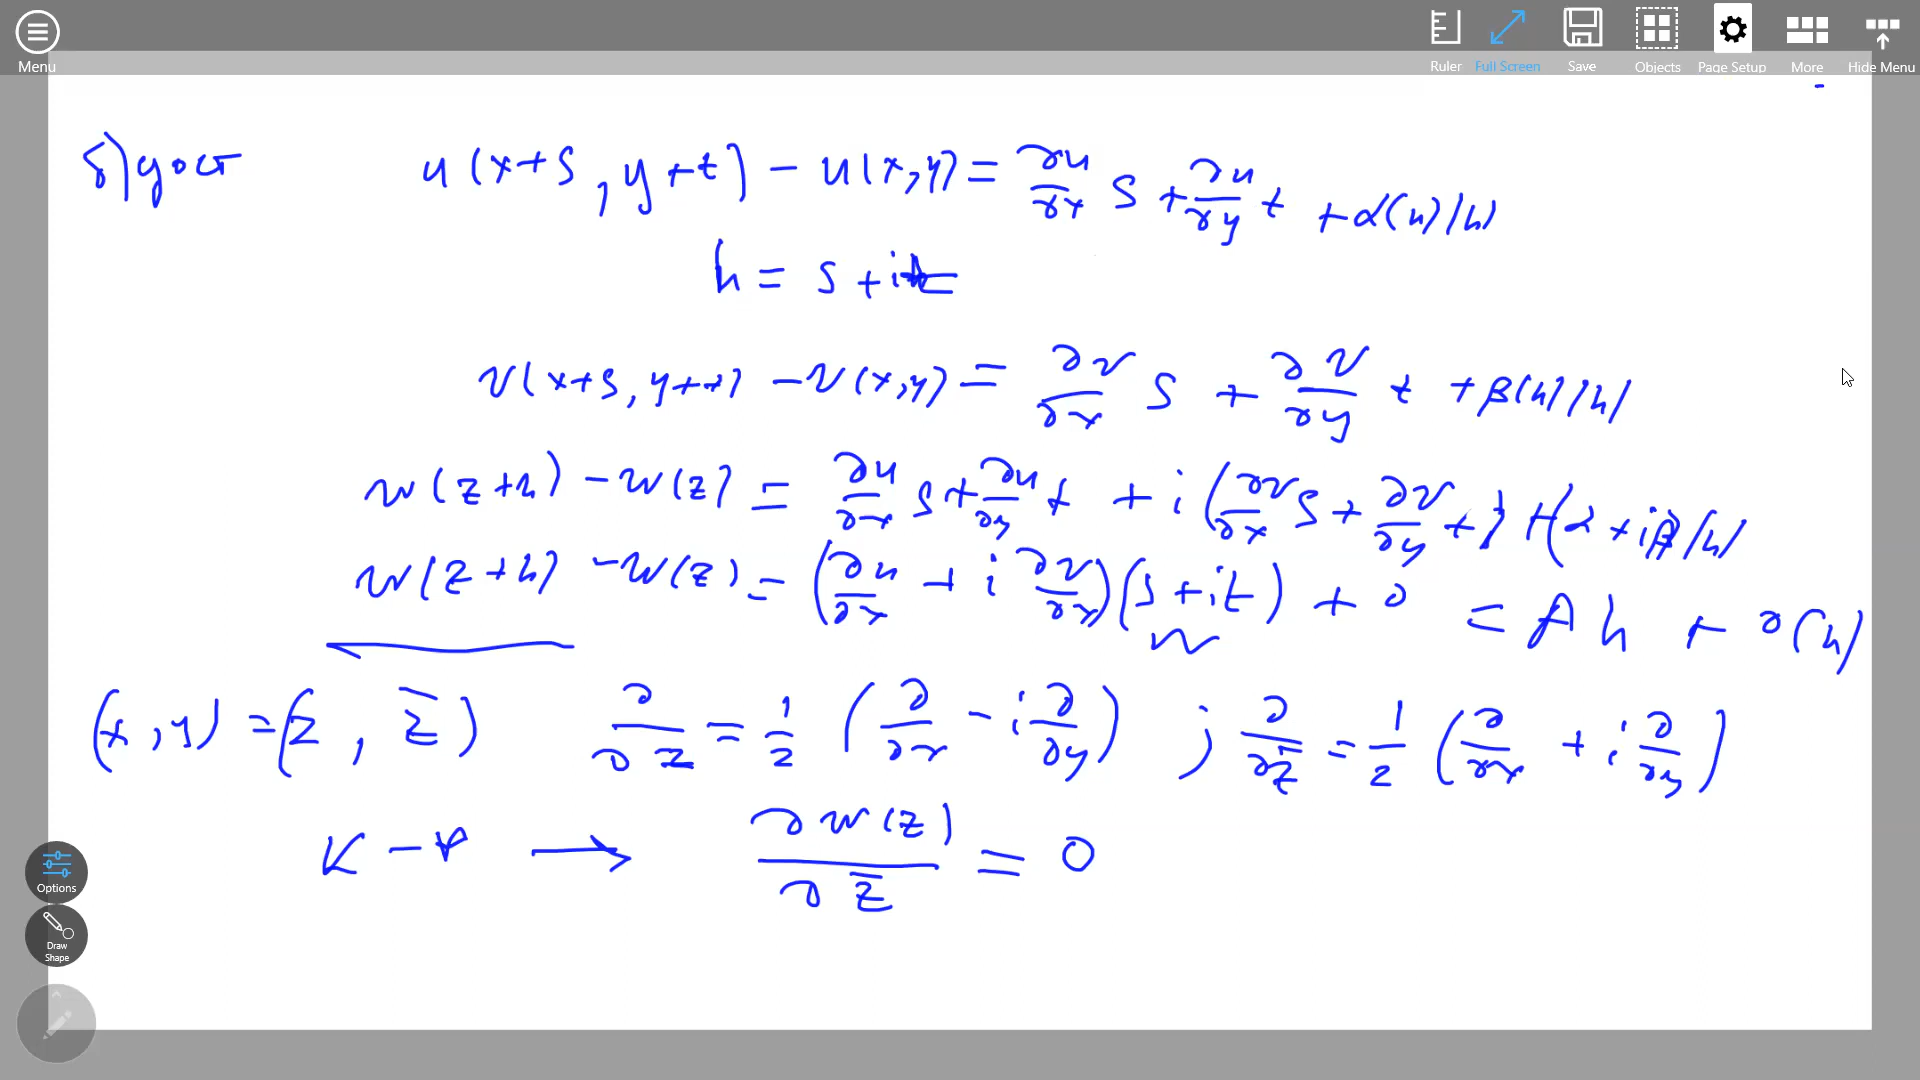 Menu
Ruler Full Screen Save Objects Page Setup More Hide Menu
б) дост u(x+s, y+t) − u(x,y) = ∂u/∂x s + ∂u/∂y t + α(h)|h|
h = s + it
v(x+s, y+t) − v(x,y) = ∂v/∂x s + ∂v/∂y t + β(h)|h|
w(z+h) − w(z) = ∂u/∂x s + ∂u/∂y t + i(∂v/∂x s + ∂v/∂y t) + (α + iβ)|h|
w(z+h) − w(z) = (∂u/∂x + i ∂v/∂x)(s + it) + o = A h + o(h)
(x, y) = (z, z̅) ∂/∂z = 1/2 (∂/∂x − i ∂/∂y) ; ∂/∂z̅ = 1/2 (∂/∂x + i ∂/∂y)
∂w(z)/∂z̅ = 0
Options
Draw
Shape